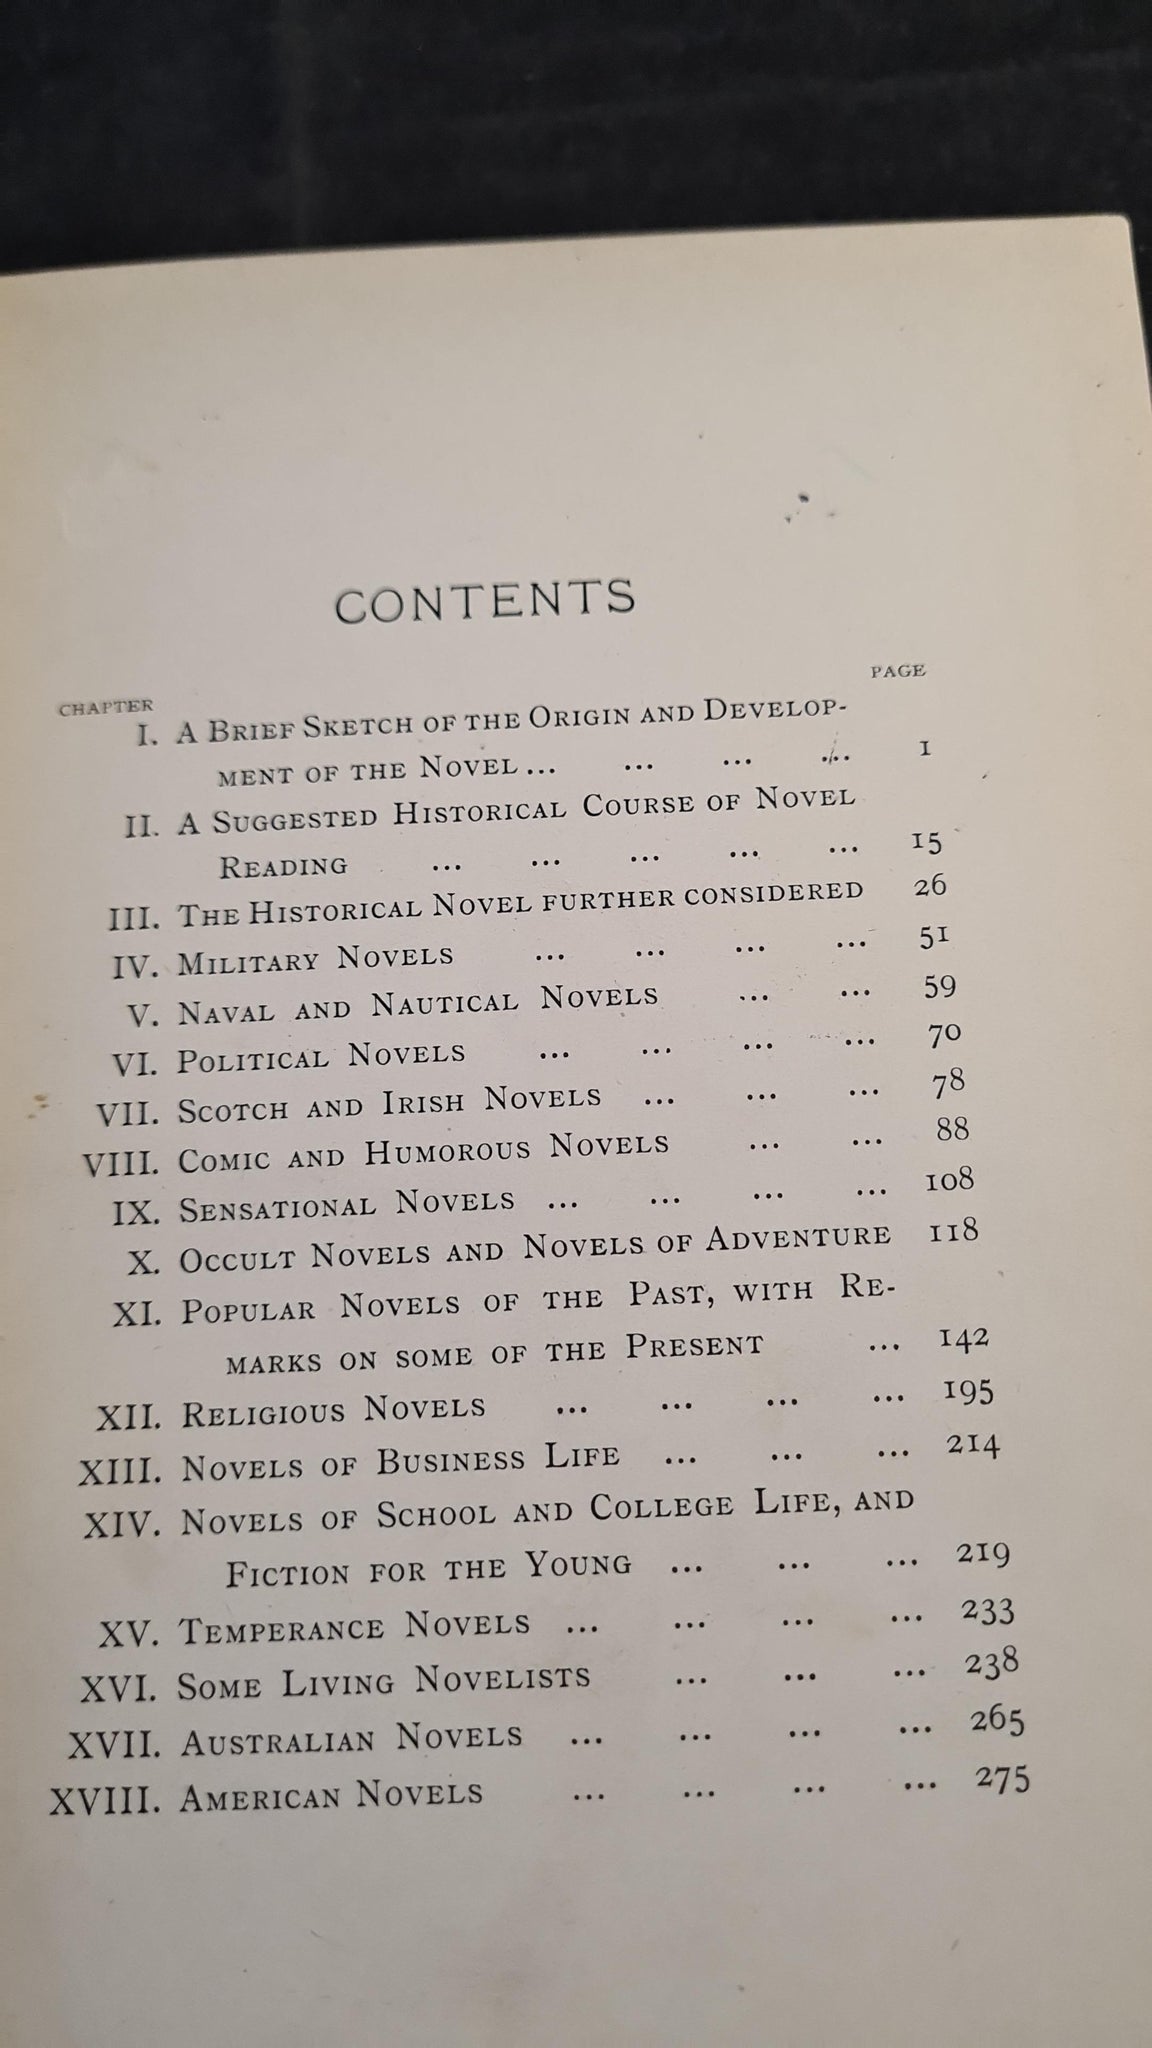 CONTENTS
CHAPTER PAGE
I. A BRIEF SKETCH OF THE ORIGIN AND DEVELOP-
MENT OF THE NOVEL ... ... ... ... 1
II. A SUGGESTED HISTORICAL COURSE OF NOVEL
READING ... ... ... ... ... 15
III. THE HISTORICAL NOVEL FURTHER CONSIDERED 26
IV. MILITARY NOVELS ... ... ... ... 51
V. NAVAL AND NAUTICAL NOVELS ... ... 59
VI. POLITICAL NOVELS ... ... ... ... 70
VII. SCOTCH AND IRISH NOVELS ... ... ... 78
VIII. COMIC AND HUMOROUS NOVELS ... ... 88
IX. SENSATIONAL NOVELS ... ... ... ... 108
X. OCCULT NOVELS AND NOVELS OF ADVENTURE 118
XI. POPULAR NOVELS OF THE PAST, WITH RE-
MARKS ON SOME OF THE PRESENT ... 142
XII. RELIGIOUS NOVELS ... ... ... ... 195
XIII. NOVELS OF BUSINESS LIFE ... ... ... 214
XIV. NOVELS OF SCHOOL AND COLLEGE LIFE, AND
FICTION FOR THE YOUNG ... ... ... 219
XV. TEMPERANCE NOVELS ... ... ... ... 233
XVI. SOME LIVING NOVELISTS ... ... ... 238
XVII. AUSTRALIAN NOVELS ... ... ... ... 265
XVIII. AMERICAN NOVELS ... ... ... ... 275